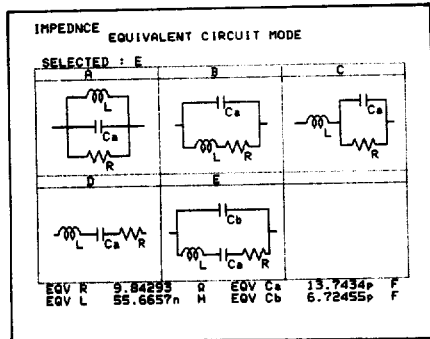 IMPEDNCE
EQUIVALENT CIRCUIT MODE
SELECTED : E
A B C
L Ca R
Ca L R
L Ca R
D E
L Ca R
Cb L Ca R
EQV R 9.84293 Ω EQV Ca 13.7434p F
EQV L 55.6657n H EQV Cb 6.72455p F